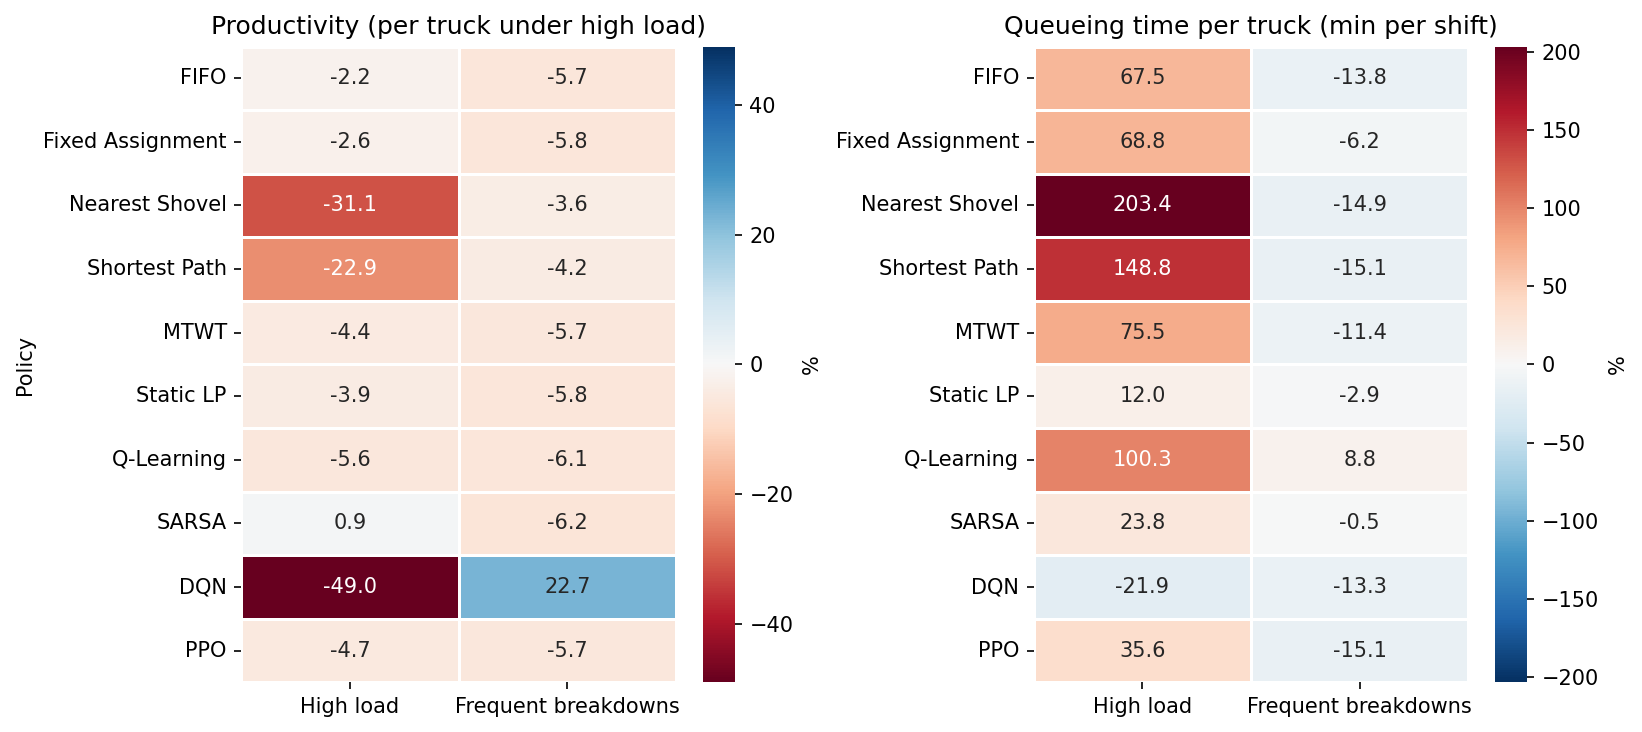 Productivity (per truck under high load)
Policy
FIFO -2.2 -5.7
Fixed Assignment -2.6 -5.8
Nearest Shovel -31.1 -3.6
Shortest Path -22.9 -4.2
MTWT -4.4 -5.7
Static LP -3.9 -5.8
Q-Learning -5.6 -6.1
SARSA 0.9 -6.2
DQN -49.0 22.7
PPO -4.7 -5.7
High load Frequent breakdowns
40
20
0
−20
−40
%
Queueing time per truck (min per shift)
FIFO 67.5 -13.8
Fixed Assignment 68.8 -6.2
Nearest Shovel 203.4 -14.9
Shortest Path 148.8 -15.1
MTWT 75.5 -11.4
Static LP 12.0 -2.9
Q-Learning 100.3 8.8
SARSA 23.8 -0.5
DQN -21.9 -13.3
PPO 35.6 -15.1
High load Frequent breakdowns
200
150
100
50
0
−50
−100
−150
−200
%